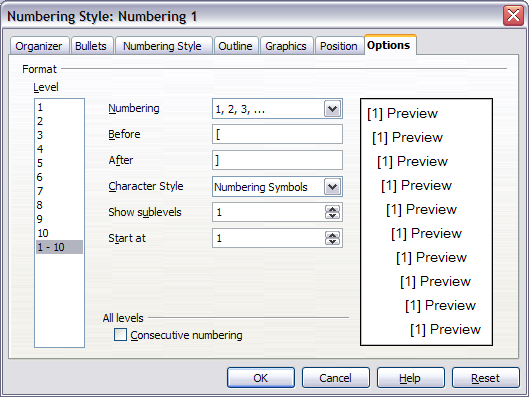 Numbering Style: Numbering 1
Organizer Bullets Numbering Style Outline Graphics Position Options
Format
Level
1
2
3
4
5
6
7
8
9
10
1 - 10
Numbering 1, 2, 3, ...
Before [
After ]
Character Style Numbering Symbols
Show sublevels 1
Start at 1
All levels
Consecutive numbering
[1] Preview
[1] Preview
[1] Preview
[1] Preview
[1] Preview
[1] Preview
[1] Preview
[1] Preview
[1] Preview
[1] Preview
OK Cancel Help Reset